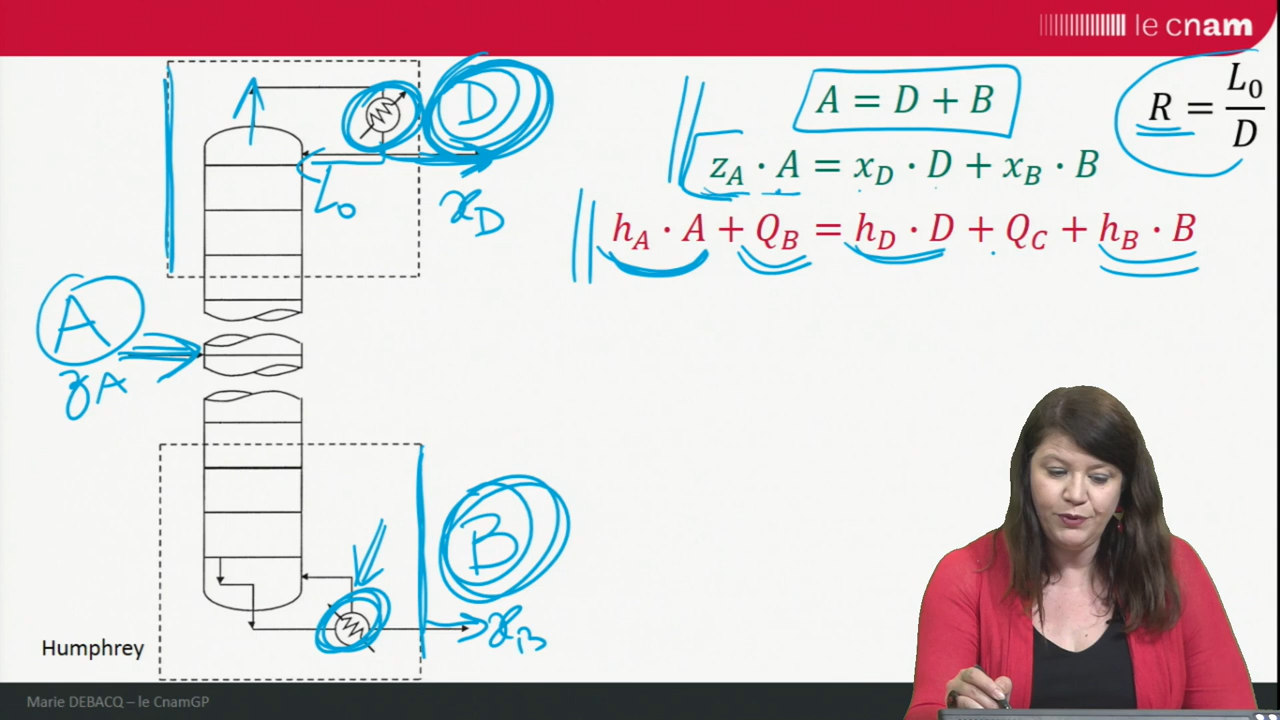 le cnam
A = D + B
R = L₀/D
z_A · A = x_D · D + x_B · B
h_A · A + Q_B = h_D · D + Q_C + h_B · B
D
L₀
x_D
A
z_A
B
x_B
Humphrey
Marie DEBACQ – le CnamGP